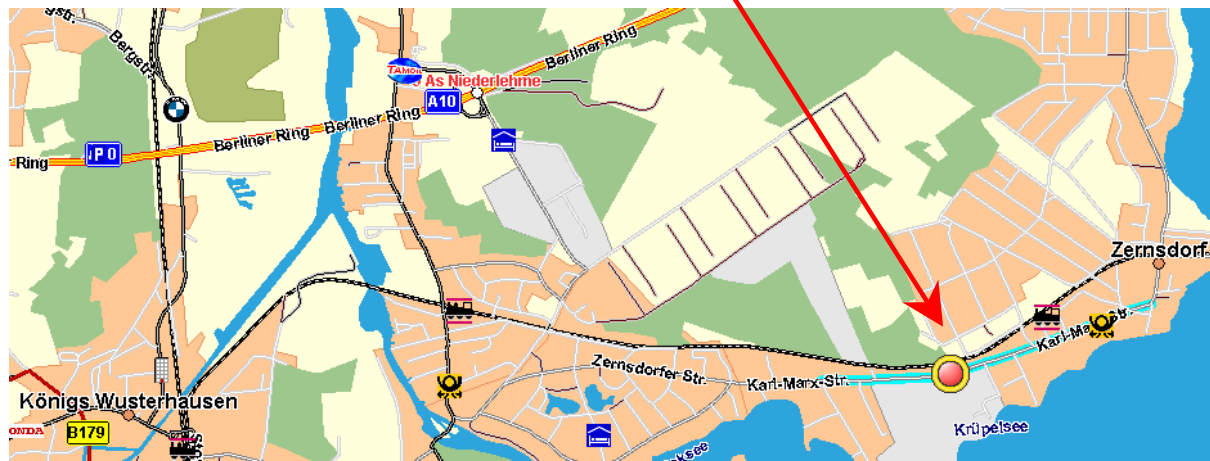 Bergstr.
Berliner Ring
TAMOIL
As Niederlehme
A10
Berliner Ring
Berliner Ring
Ring
Zernsdorf
Karl-Marx-Str.
Zernsdorfer Str.
Karl-Marx-Str.
Königs Wusterhausen
B179
Krüpelsee